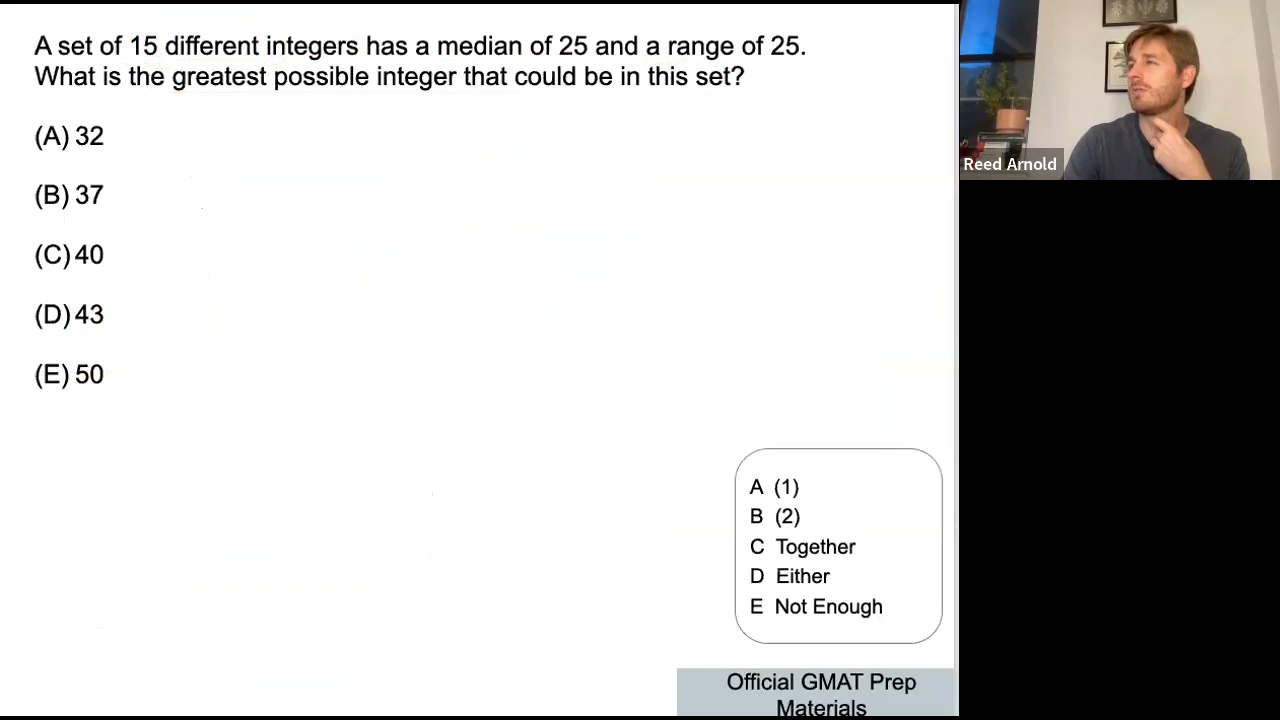 A set of 15 different integers has a median of 25 and a range of 25.
What is the greatest possible integer that could be in this set?
(A) 32
(B) 37
(C) 40
(D) 43
(E) 50
A (1)
B (2)
C Together
D Either
E Not Enough
Official GMAT Prep
Materials
Reed Arnold